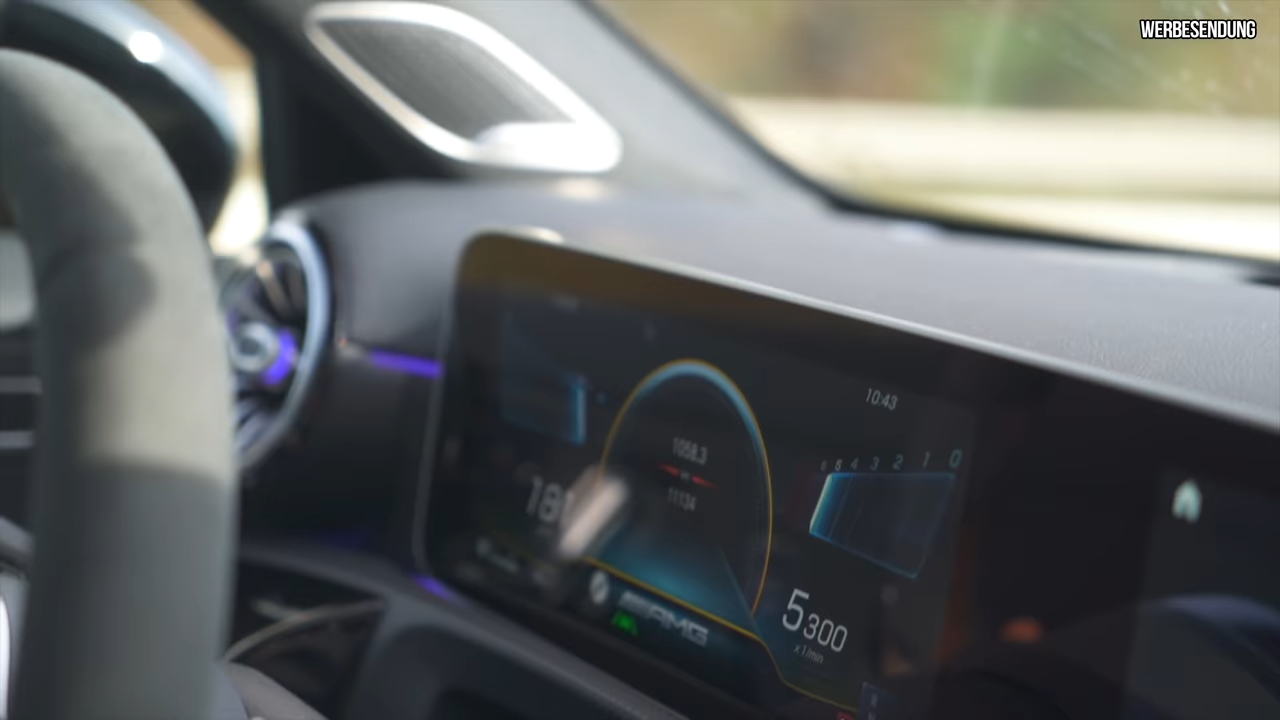 WERBESENDUNG
10:43
1058.3
11134
6 5 4 3 2 1 0
AMG
5300
x1/min